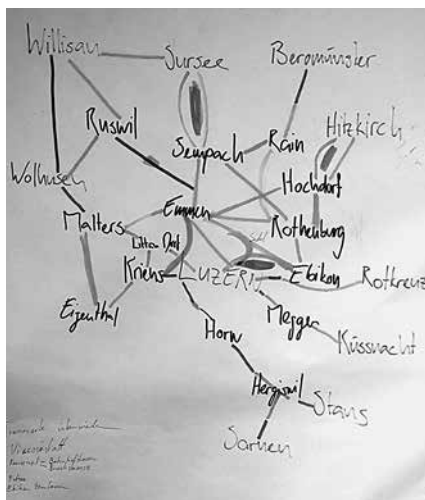 Willisau
Sursee
Beromünster
Ruswil
Sempach
Rain
Hitzkirch
Wolhusen
Hochdorf
Malters
Emmen
Rothenburg
Littau Dorf
Kriens
LUZERN
Ebikon
Rotkreuz
Eigenthal
Horw
Meggen
Küssnacht
Hergiswil
Stans
Sarnen